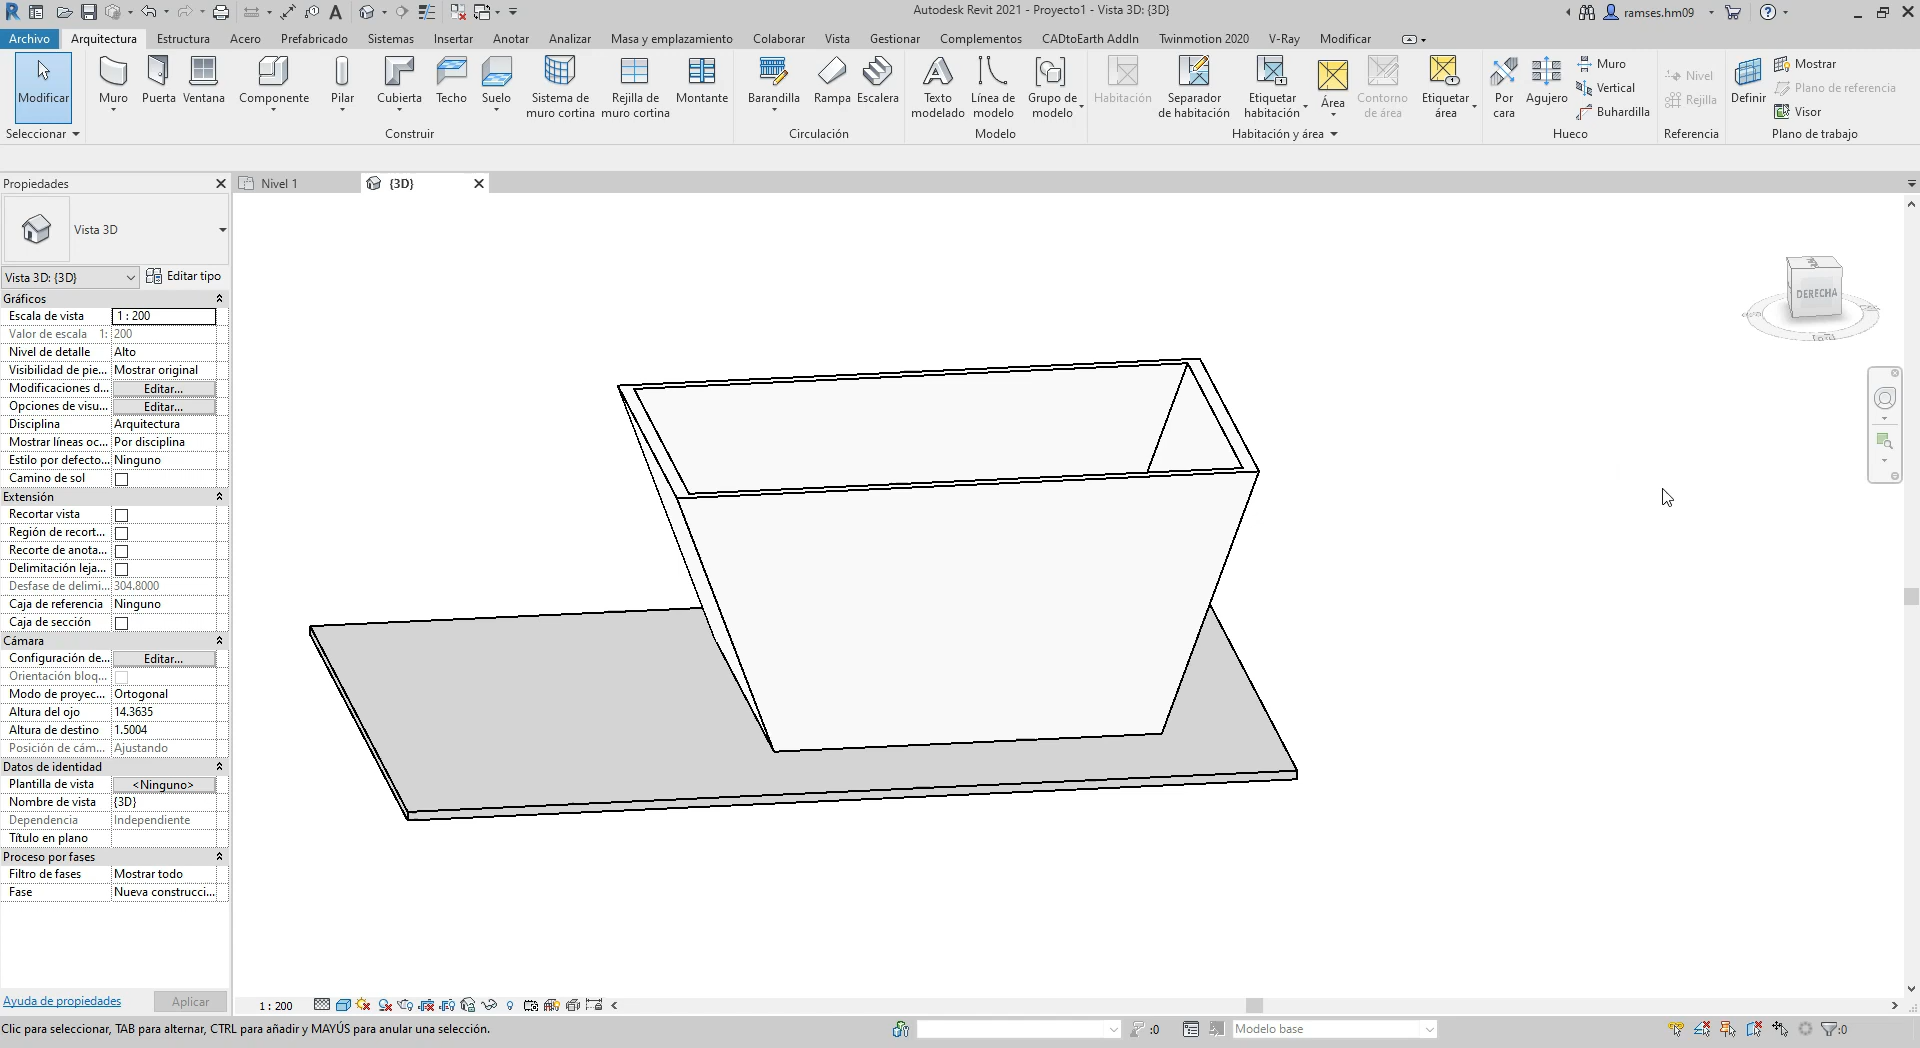 Autodesk Revit 2021 - Proyecto1 - Vista 3D: {3D}
ramses.hm09
Archivo Arquitectura Estructura Acero Prefabricado Sistemas Insertar Anotar Analizar Masa y emplazamiento Colaborar Vista Gestionar Complementos CADtoEarth AddIn Twinmotion 2020 V-Ray Modificar
Modificar
Muro
Puerta
Ventana
Componente
Pilar
Cubierta
Techo
Suelo
Sistema de
muro cortina
Rejilla de
muro cortina
Montante
Barandilla
Rampa
Escalera
Texto
modelado
Línea de
modelo
Grupo de
modelo
Habitación
Separador
de habitación
Etiquetar
habitación
Área
Contorno
de área
Etiquetar
área
Por
cara
Agujero
Muro
Vertical
Buhardilla
Nivel
Rejilla
Definir
Mostrar
Plano de referencia
Visor
Seleccionar
Construir
Circulación
Modelo
Habitación y área
Hueco
Referencia
Plano de trabajo
Propiedades
Nivel 1
{3D}
Vista 3D
Vista 3D: {3D}
Editar tipo
Gráficos
Escala de vista 1 : 200
Valor de escala 1: 200
Nivel de detalle Alto
Visibilidad de pie... Mostrar original
Modificaciones d... Editar...
Opciones de visu... Editar...
Disciplina Arquitectura
Mostrar líneas oc... Por disciplina
Estilo por defecto... Ninguno
Camino de sol
Extensión
Recortar vista
Región de recort...
Recorte de anota...
Delimitación leja...
Desfase de delimi... 304.8000
Caja de referencia Ninguno
Caja de sección
Cámara
Configuración de... Editar...
Orientación bloq...
Modo de proyec... Ortogonal
Altura del ojo 14.3635
Altura de destino 1.5004
Posición de cám... Ajustando
Datos de identidad
Plantilla de vista <Ninguno>
Nombre de vista {3D}
Dependencia Independiente
Título en plano
Proceso por fases
Filtro de fases Mostrar todo
Fase Nueva construcci...
DERECHA
Ayuda de propiedades
Aplicar
1 : 200
Clic para seleccionar, TAB para alternar, CTRL para añadir y MAYÚS para anular una selección.
:0
Modelo base
:0